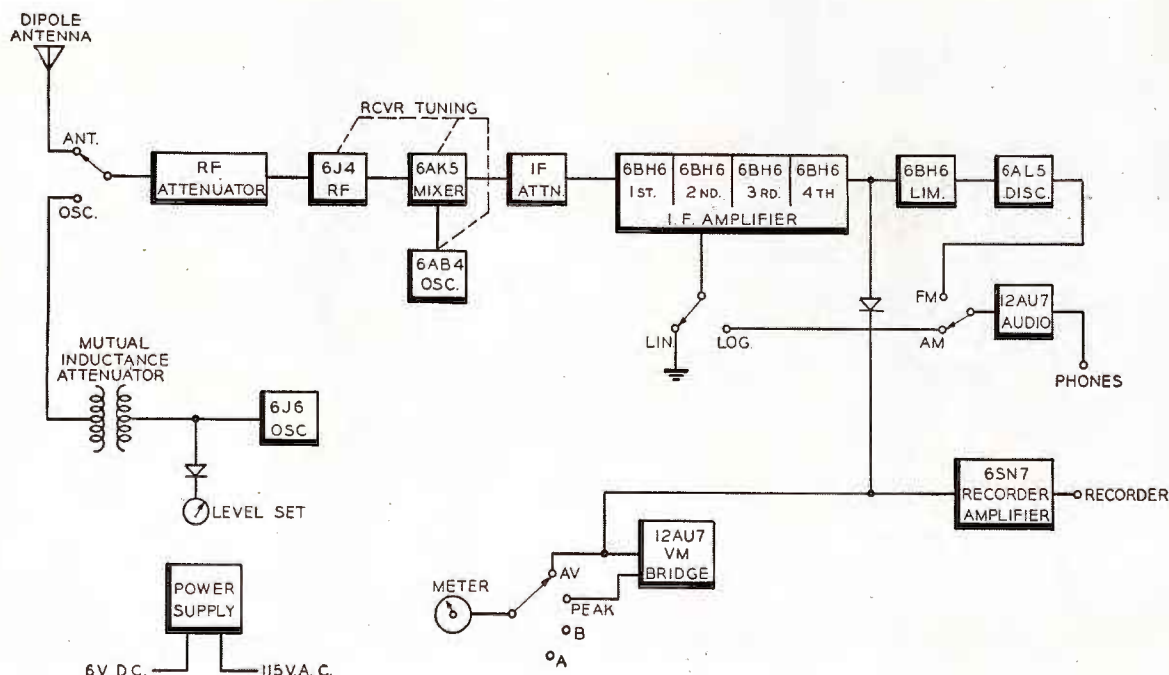 DIPOLE
ANTENNA
RCVR TUNING
ANT.
OSC.
RF
ATTENUATOR
6J4
RF
6AK5
MIXER
6AB4
OSC.
IF
ATTN.
6BH6
1ST.
6BH6
2ND.
6BH6
3RD.
6BH6
4TH
I.F. AMPLIFIER
6BH6
LIM.
6AL5
DISC.
FM
AM
12AU7
AUDIO
PHONES
LIN.
LOG.
MUTUAL
INDUCTANCE
ATTENUATOR
6J6
OSC
LEVEL SET
6SN7
RECORDER
AMPLIFIER
RECORDER
12AU7
VM
BRIDGE
METER
AV
PEAK
B
A
POWER
SUPPLY
6V D.C.
115V. A. C.